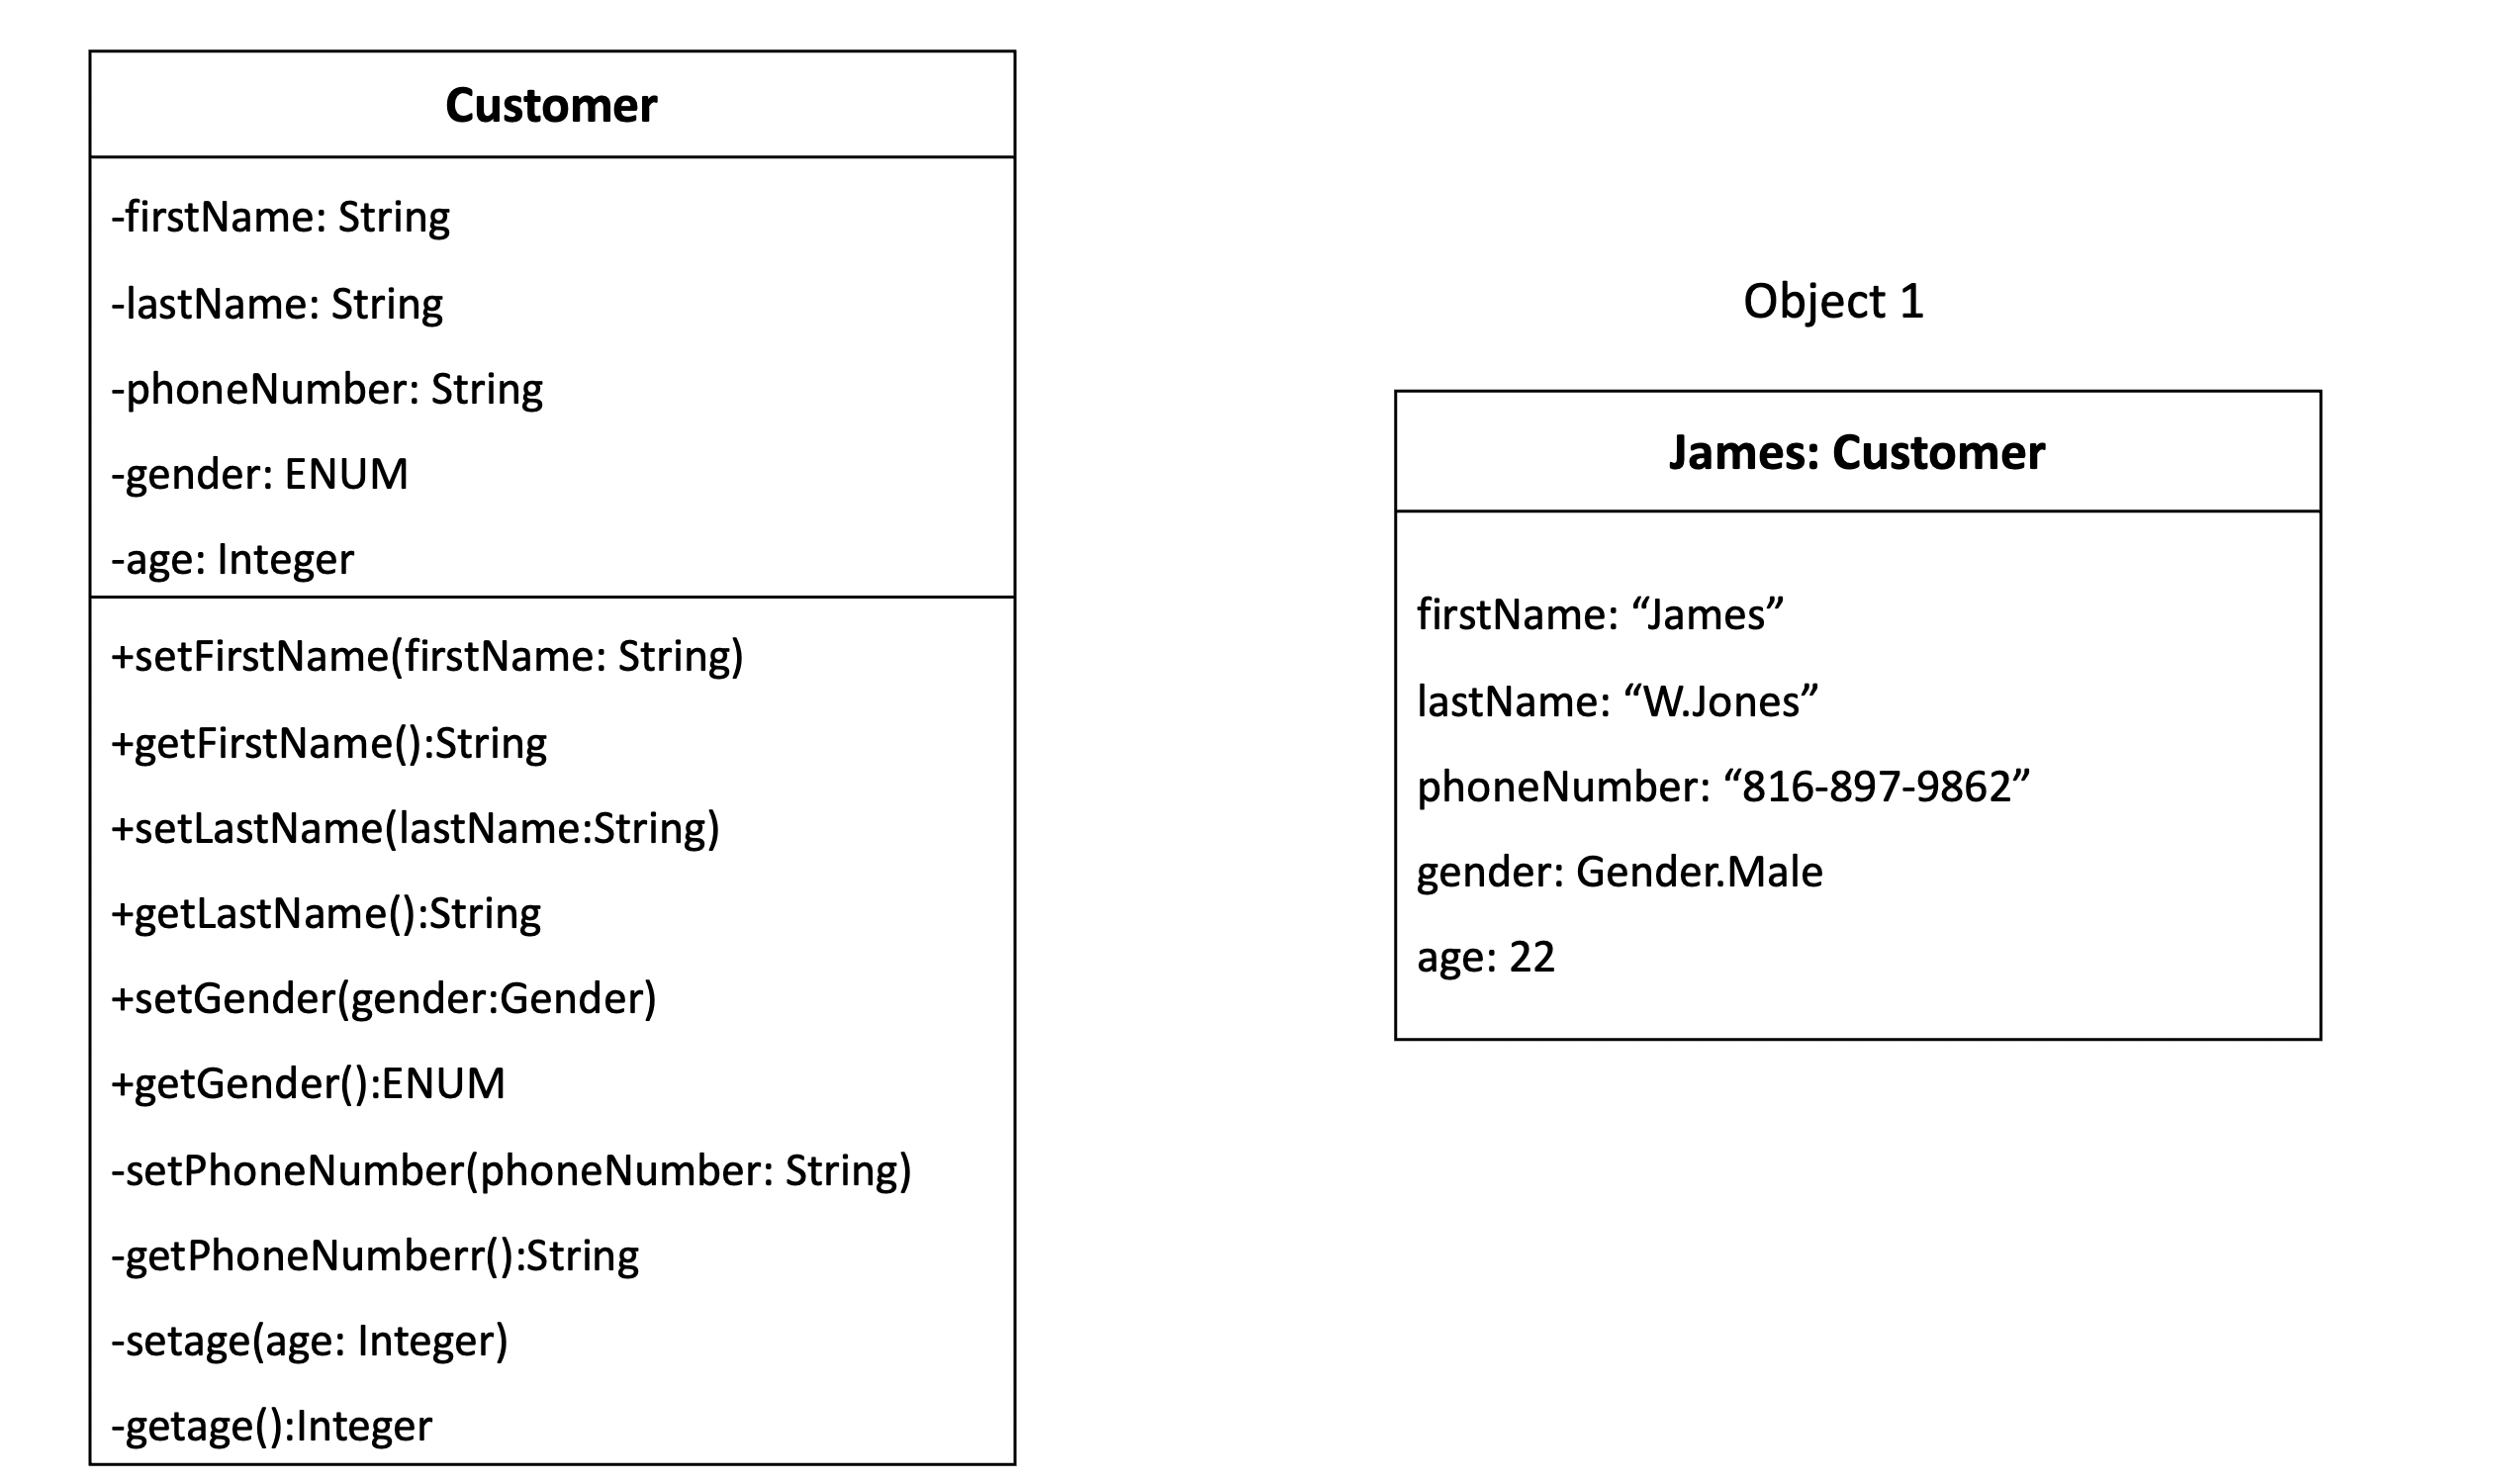 Customer
-firstName: String
-lastName: String
-phoneNumber: String
-gender: ENUM
-age: Integer
+setFirstName(firstName: String)
+getFirstName():String
+setLastName(lastName:String)
+getLastName():String
+setGender(gender:Gender)
+getGender():ENUM
-setPhoneNumber(phoneNumber: String)
-getPhoneNumberr():String
-setage(age: Integer)
-getage():Integer
Object 1
James: Customer
firstName: “James”
lastName: “W.Jones”
phoneNumber: “816-897-9862”
gender: Gender.Male
age: 22